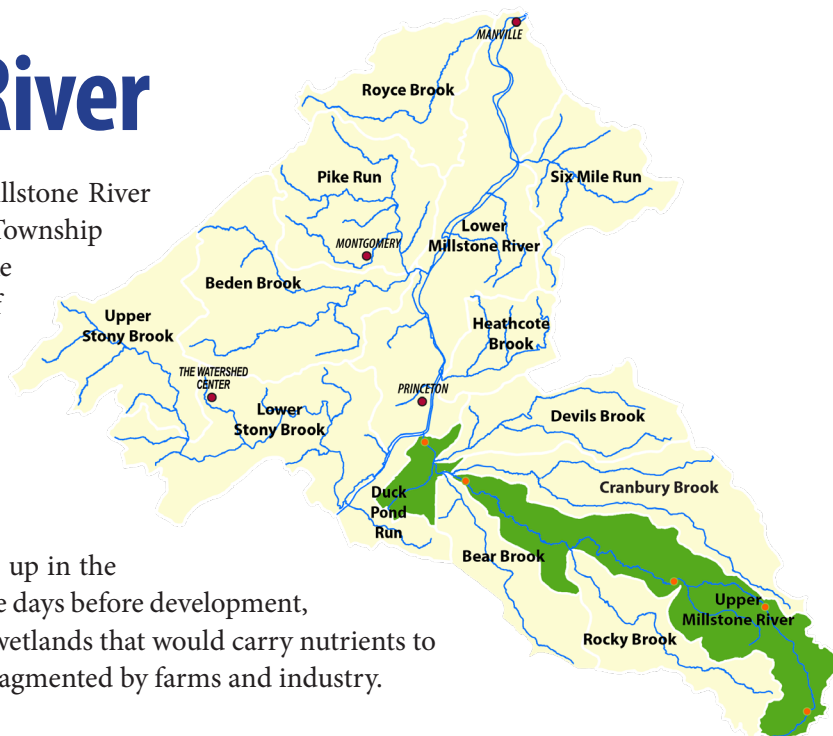 River
illstone River
Township
e
f
up in the
e days before development,
wetlands that would carry nutrients to
agmented by farms and industry.
MANVILLE
Royce Brook
Pike Run
Six Mile Run
Lower
Millstone River
MONTGOMERY
Beden Brook
Upper
Stony Brook
Heathcote
Brook
THE WATERSHED
CENTER
PRINCETON
Lower
Stony Brook
Devils Brook
Cranbury Brook
Duck
Pond
Run
Bear Brook
Upper
Millstone River
Rocky Brook